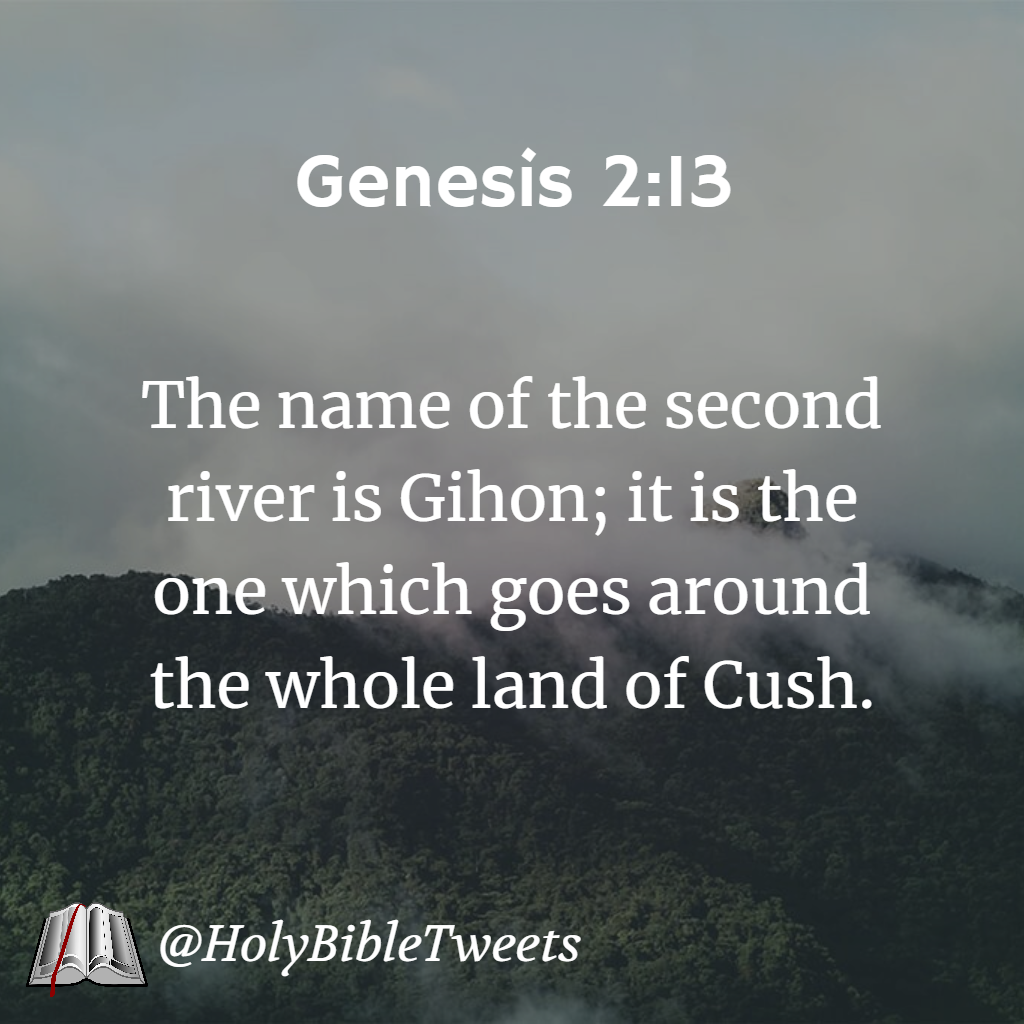 Genesis 2:13
The name of the second
river is Gihon; it is the
one which goes around
the whole land of Cush.
@HolyBibleTweets